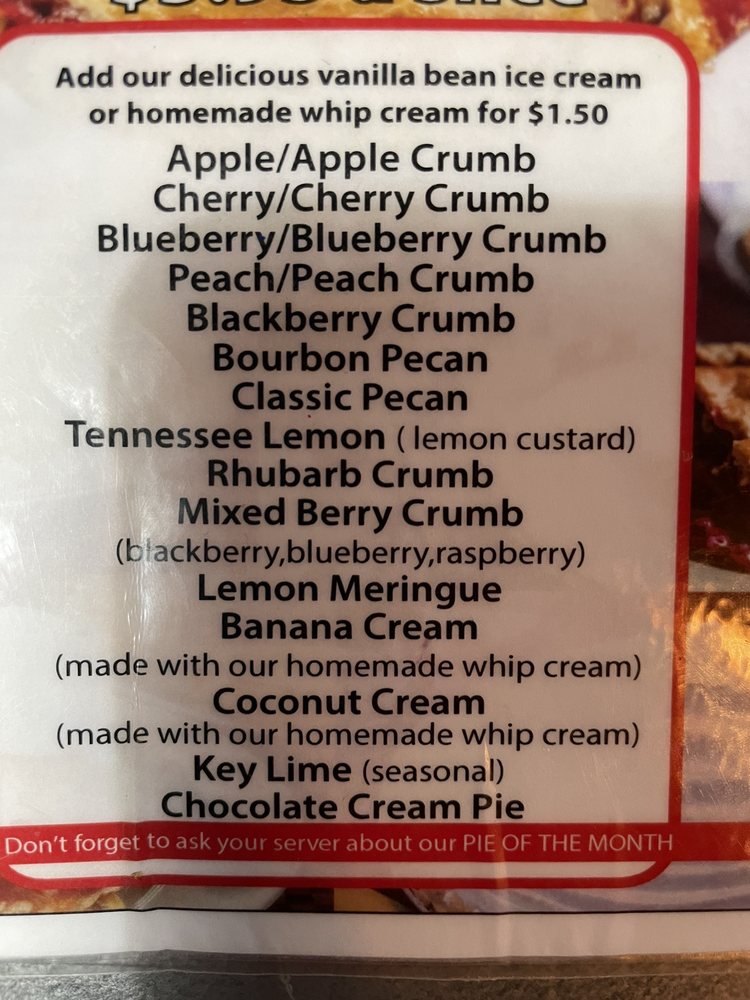 Add our delicious vanilla bean ice cream
or homemade whip cream for $1.50
Apple/Apple Crumb
Cherry/Cherry Crumb
Blueberry/Blueberry Crumb
Peach/Peach Crumb
Blackberry Crumb
Bourbon Pecan
Classic Pecan
Tennessee Lemon ( lemon custard)
Rhubarb Crumb
Mixed Berry Crumb
(blackberry,blueberry,raspberry)
Lemon Meringue
Banana Cream
(made with our homemade whip cream)
Coconut Cream
(made with our homemade whip cream)
Key Lime (seasonal)
Chocolate Cream Pie
Don't forget to ask your server about our PIE OF THE MONTH